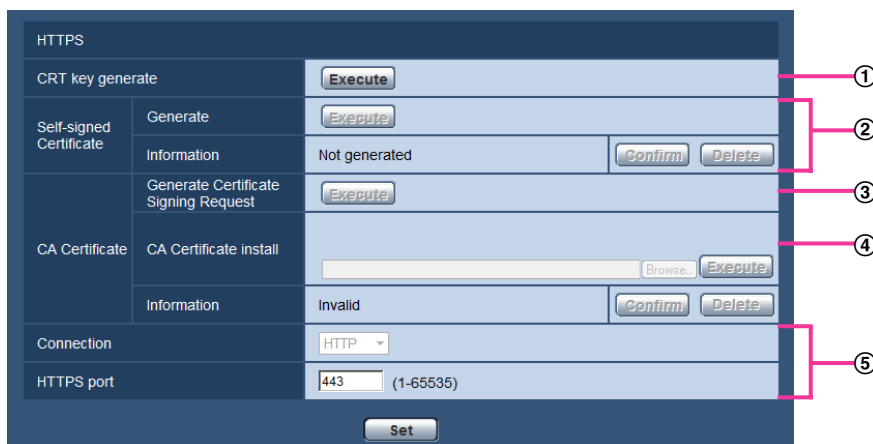 HTTPS
CRT key generate
Execute
①
Self-signed
Certificate
Generate
Execute
②
Information
Not generated
Confirm
Delete
CA Certificate
Generate Certificate
Signing Request
Execute
③
CA Certificate install
Browse...
Execute
④
Information
Invalid
Confirm
Delete
Connection
HTTP
⑤
HTTPS port
443
(1-65535)
Set